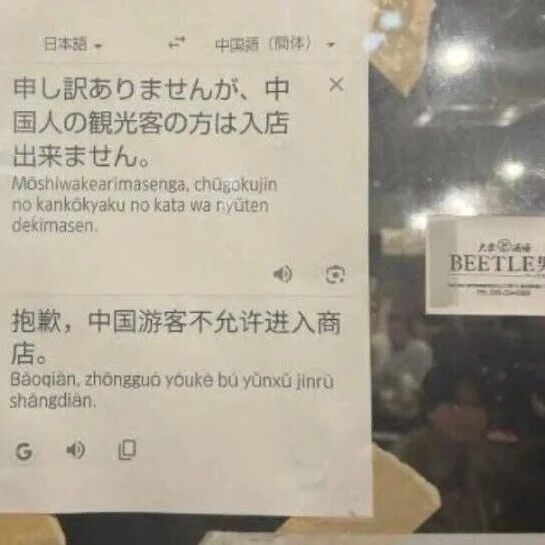 日本語
中国語（簡体）
申し訳ありませんが、中
国人の観光客の方は入店
出来ません。
Mōshiwakearimasenga, chūgokujin
no kankōkyaku no kata wa nyūten
dekimasen.
抱歉，中国游客不允许进入商
店。
Bàoqiàn, zhōngguó yóukè bù yǔnxǔ jìnrù
shāngdiàn.
G
BEETLE